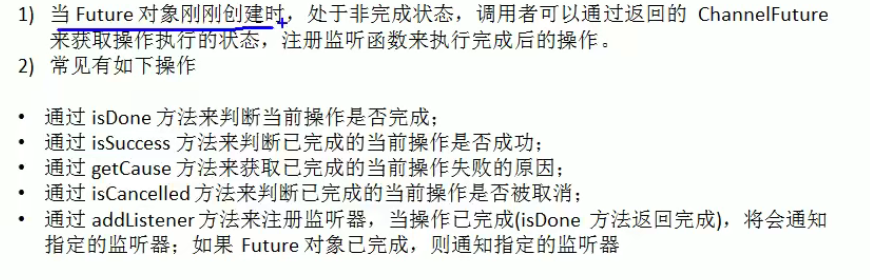 1) 当 Future 对象刚刚创建时，处于非完成状态，调用者可以通过返回的 ChannelFuture
来获取操作执行的状态，注册监听函数来执行完成后的操作。
2) 常见有如下操作
• 通过 isDone 方法来判断当前操作是否完成；
• 通过 isSuccess 方法来判断已完成的当前操作是否成功；
• 通过 getCause 方法来获取已完成的当前操作失败的原因；
• 通过 isCancelled 方法来判断已完成的当前操作是否被取消；
• 通过 addListener 方法来注册监听器，当操作已完成(isDone 方法返回完成)，将会通知
指定的监听器；如果 Future 对象已完成，则通知指定的监听器